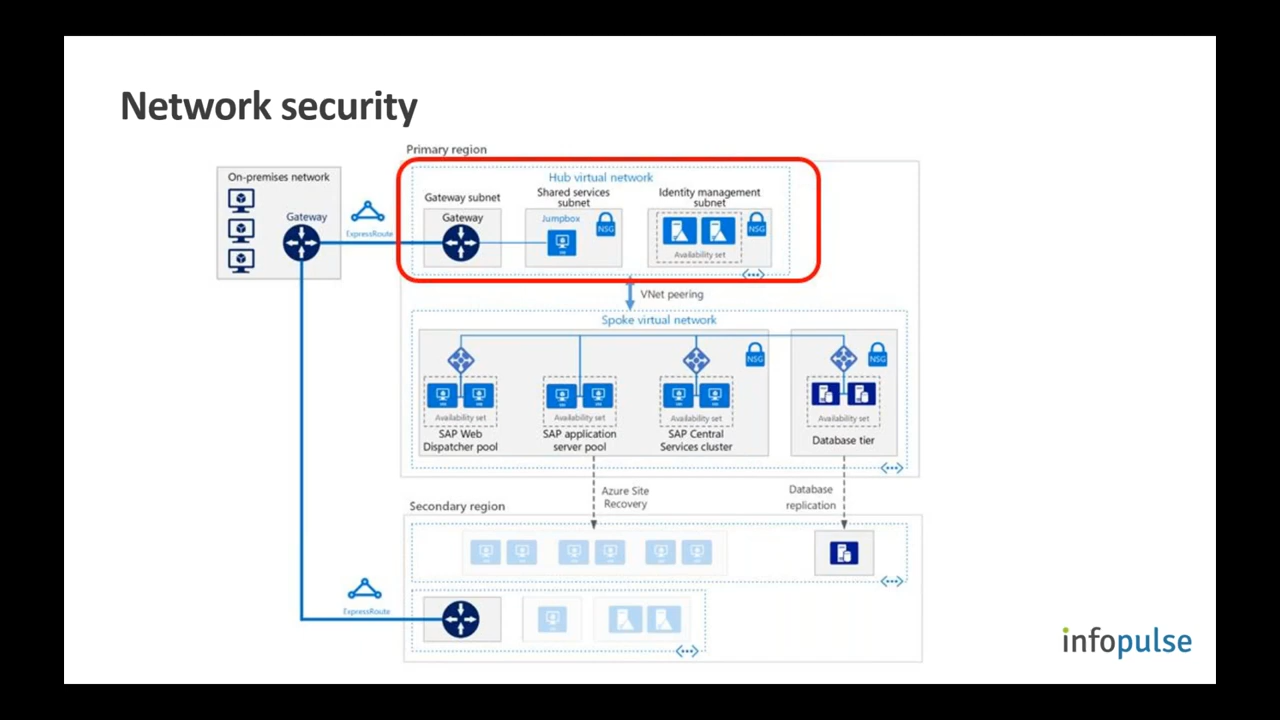 Network security
Primary region
On-premises network
Gateway
ExpressRoute
Hub virtual network
Gateway subnet
Gateway
Shared services
subnet
Jumpbox
NSG
Identity management
subnet
NSG
Availability set
VNet peering
Spoke virtual network
NSG
NSG
Availability set
Availability set
Availability set
Availability set
SAP Web
Dispatcher pool
SAP application
server pool
SAP Central
Services cluster
Database tier
Azure Site
Recovery
Database
replication
Secondary region
ExpressRoute
infopulse